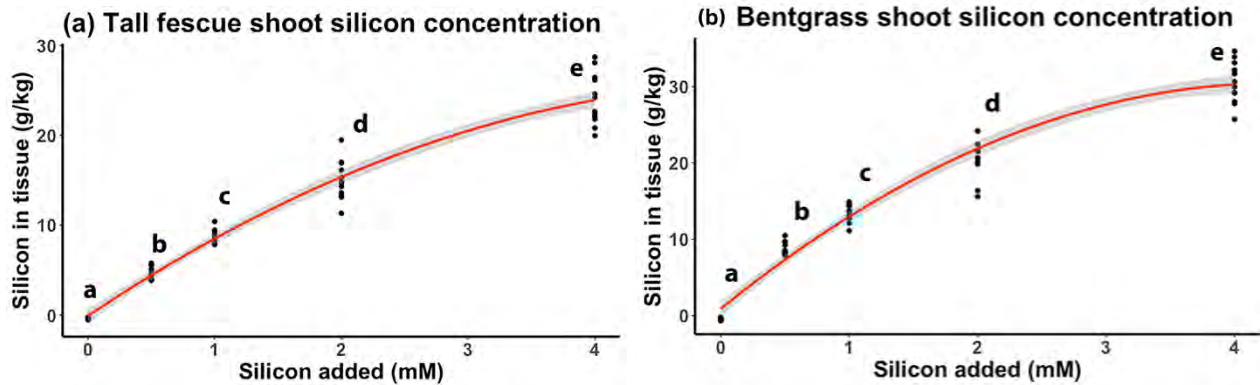 (a) Tall fescue shoot silicon concentration
Silicon in tissue (g/kg)
30
20
10
0
a
b
c
d
e
0
1
2
3
4
Silicon added (mM)
(b) Bentgrass shoot silicon concentration
Silicon in tissue (g/kg)
30
20
10
0
a
b
c
d
e
0
1
2
3
4
Silicon added (mM)